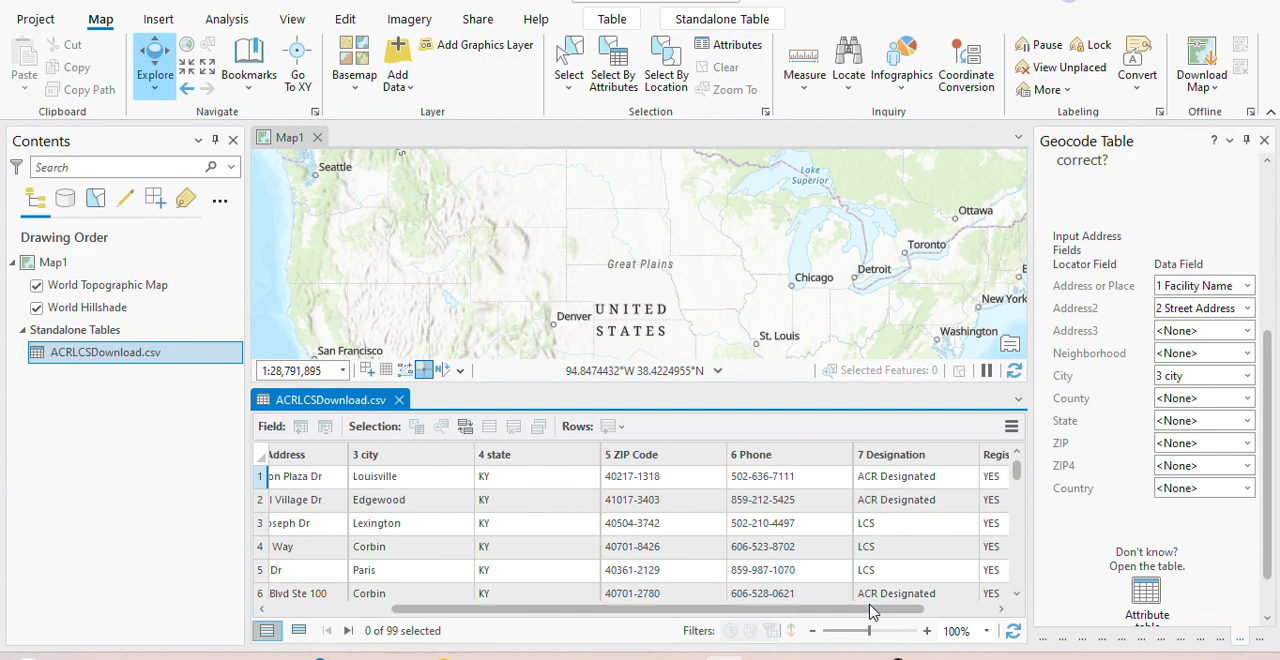 Project Map Insert Analysis View Edit Imagery Share Help Table Standalone Table
Paste
Cut
Copy
Copy Path
Clipboard
Explore
Bookmarks
Go To XY
Navigate
Basemap
Add Data
Add Graphics Layer
Layer
Select
Select By Attributes
Select By Location
Attributes
Clear
Zoom To
Selection
Measure
Locate
Infographics
Coordinate Conversion
Inquiry
Pause
Lock
View Unplaced
More
Convert
Labeling
Download Map
Offline
Contents
Search
Drawing Order
Map1
World Topographic Map
World Hillshade
Standalone Tables
ACRLCSDownload.csv
Map1
Seattle
Lake Superior
Ottawa
Toronto
Great Plains
Chicago
Detroit
New York
Denver
UNITED STATES
St. Louis
Washington
San Francisco
1:28,791,895
94.8474432°W 38.4224955°N
Selected Features: 0
ACRLCSDownload.csv
Field: Selection: Rows:
Address 3 city 4 state 5 ZIP Code 6 Phone 7 Designation Regis
1 on Plaza Dr Louisville KY 40217-1318 502-636-7111 ACR Designated YES
2 l Village Dr Edgewood KY 41017-3403 859-212-5425 ACR Designated YES
3 oseph Dr Lexington KY 40504-3742 502-210-4497 LCS YES
4 Way Corbin KY 40701-8426 606-523-8702 LCS YES
5 Dr Paris KY 40361-2129 859-987-1070 LCS YES
6 Blvd Ste 100 Corbin KY 40701-2780 606-528-0621 ACR Designated YES
0 of 99 selected
Filters:
100%
Geocode Table
correct?
Input Address Fields
Locator Field Data Field
Address or Place 1 Facility Name
Address2 2 Street Address
Address3 <None>
Neighborhood <None>
City 3 city
County <None>
State <None>
ZIP <None>
ZIP4 <None>
Country <None>
Don't know?
Open the table.
Attribute